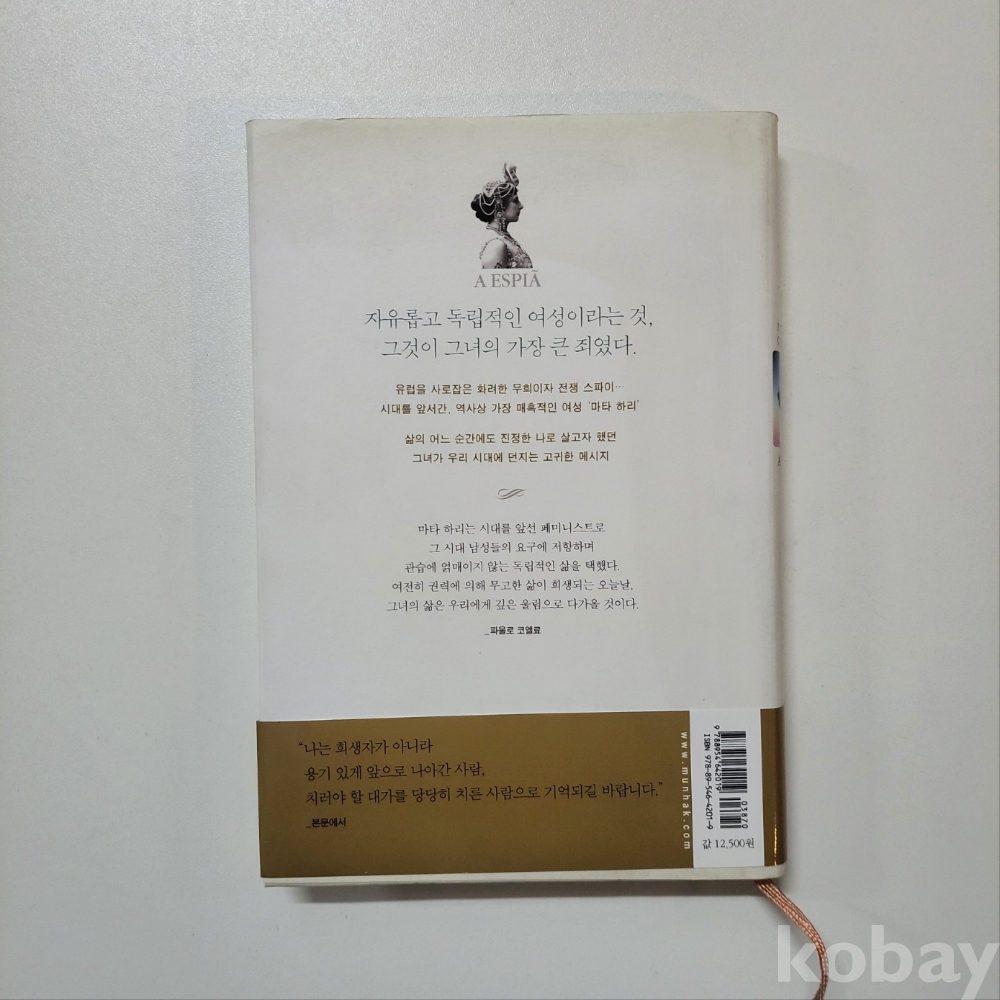 A ESPIÃ
자유롭고 독립적인 여성이라는 것,
그것이 그녀의 가장 큰 죄였다.
유럽을 사로잡은 화려한 무희이자 전쟁 스파이…
시대를 앞서간, 역사상 가장 매혹적인 여성 '마타 하리'
삶의 어느 순간에도 진정한 나로 살고자 했던
그녀가 우리 시대에 던지는 고귀한 메시지
마타 하리는 시대를 앞선 페미니스트로
그 시대 남성들의 요구에 저항하며
관습에 얽매이지 않는 독립적인 삶을 택했다.
여전히 권력에 의해 무고한 삶이 희생되는 오늘날,
그녀의 삶은 우리에게 깊은 울림으로 다가올 것이다.
_파울로 코엘료
"나는 희생자가 아니라
용기 있게 앞으로 나아간 사람,
치러야 할 대가를 당당히 치른 사람으로 기억되길 바랍니다."
_본문에서
www.munhak.com
9 788954 642019
03870
ISBN 978-89-546-4201-9
값 12,500원
kobay